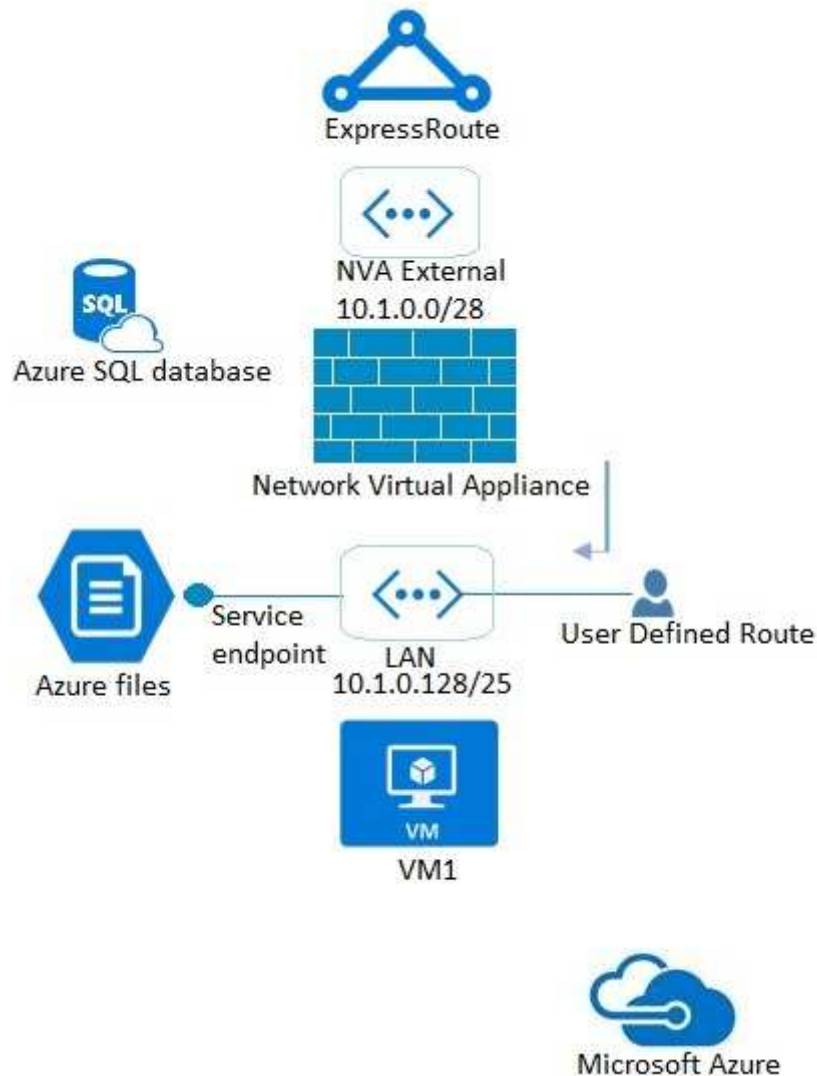 ExpressRoute
NVA External
10.1.0.0/28
SQL
Azure SQL database
Network Virtual Appliance
Service
endpoint
User Defined Route
LAN
Azure files
10.1.0.128/25
VM
VM1
Microsoft Azure